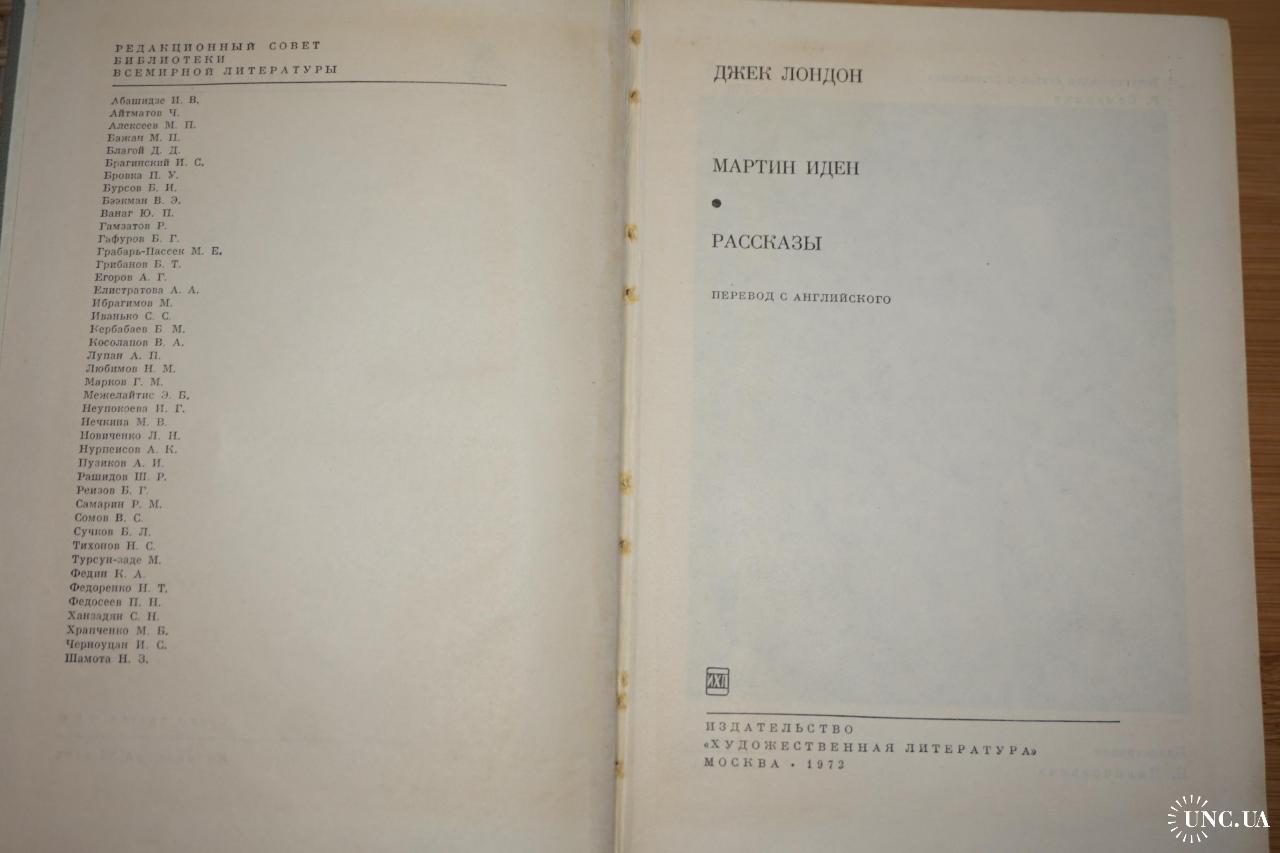 РЕДАКЦИОННЫЙ СОВЕТ
БИБЛИОТЕКИ
ВСЕМИРНОЙ ЛИТЕРАТУРЫ
Абашидзе И. В.
Айтматов Ч.
Алексеев М. П.
Бажан М. П.
Благой Д. Д.
Брагинский И. С.
Бровка П. У.
Бурсов Б. И.
Бээкман В. Э.
Ванаг Ю. П.
Гамзатов Р.
Гафуров Б. Г.
Грабарь-Пассек М. Е.
Грибанов Б. Т.
Егоров А. Г.
Елистратова А. А.
Ибрагимов М.
Иванько С. С.
Кербабаев Б. М.
Косолапов В. А.
Лупан А. П.
Любимов Н. М.
Марков Г. М.
Межелайтис Э. Б.
Неупокоева И. Г.
Нечкина М. В.
Новиченко Л. Н.
Нурпеисов А. К.
Пузиков А. И.
Рашидов Ш. Р.
Реизов Б. Г.
Самарин Р. М.
Сомов В. С.
Сучков Б. Л.
Тихонов Н. С.
Турсун-заде М.
Федин К. А.
Федоренко Н. Т.
Федосеев П. Н.
Ханзадян С. Н.
Храпченко М. Б.
Черноуцан И. С.
Шамота Н. З.
ДЖЕК ЛОНДОН
МАРТИН ИДЕН
•
РАССКАЗЫ
ПЕРЕВОД С АНГЛИЙСКОГО
ИХЛ
ИЗДАТЕЛЬСТВО
«ХУДОЖЕСТВЕННАЯ ЛИТЕРАТУРА»
МОСКВА • 1973
UNC.UA